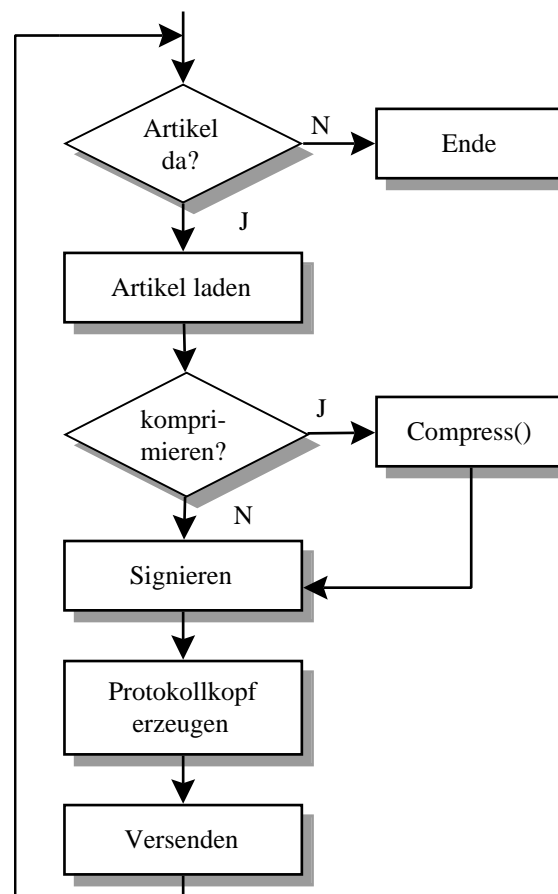 Artikel
da?
N
Ende
J
Artikel laden
kompri-
mieren?
J
Compress()
N
Signieren
Protokollkopf
erzeugen
Versenden